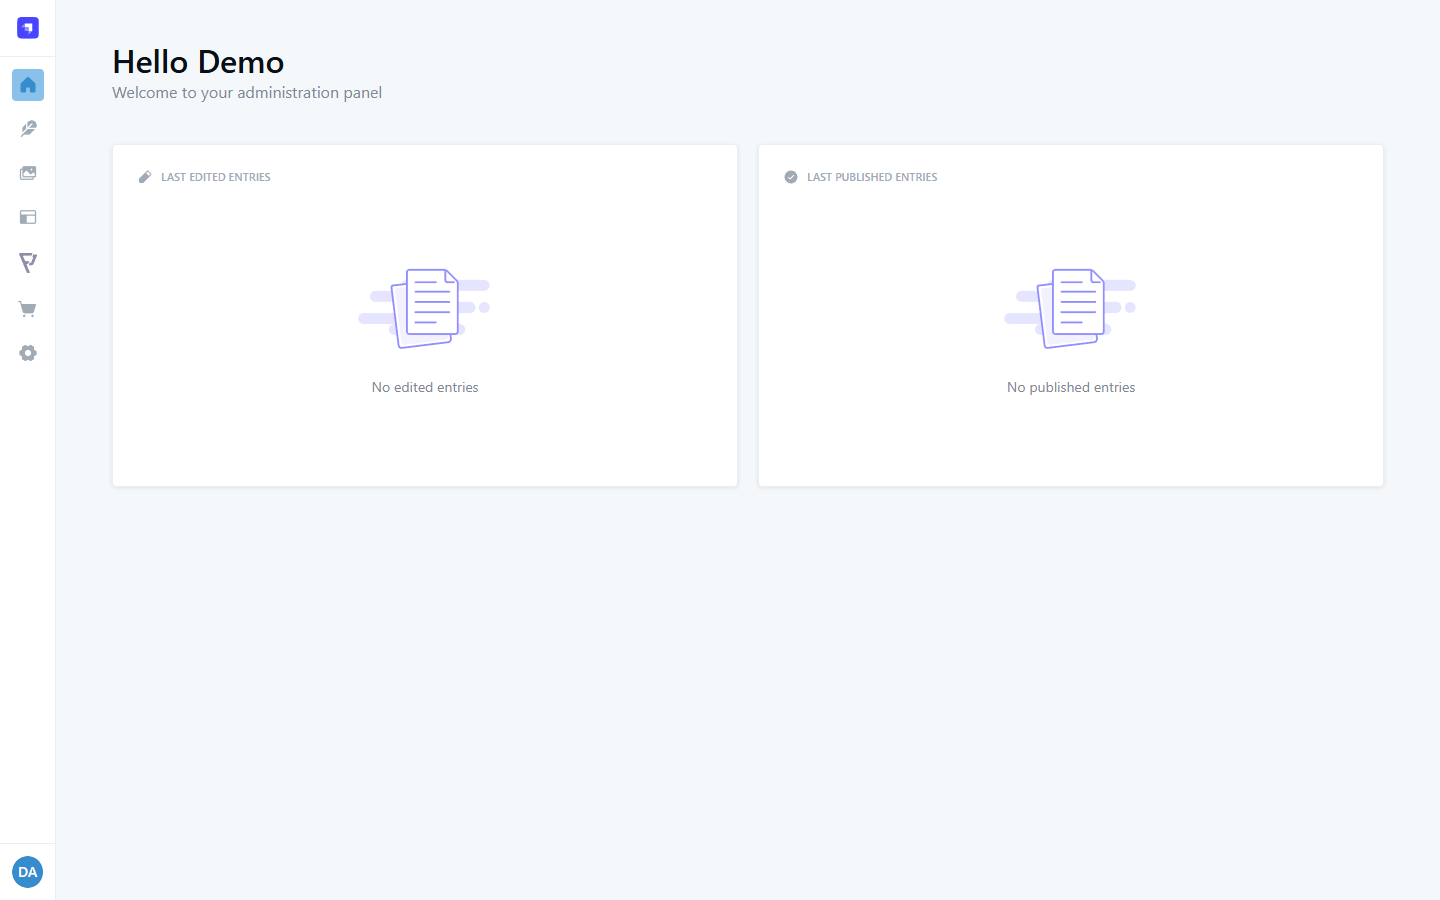 Hello Demo
Welcome to your administration panel
LAST EDITED ENTRIES
No edited entries
LAST PUBLISHED ENTRIES
No published entries
DA